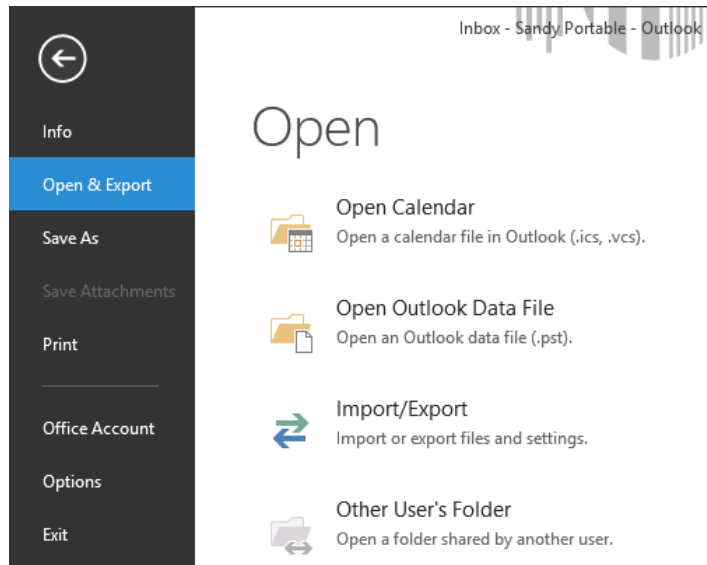 Inbox - Sandy Portable - Outlook
Info
Open & Export
Save As
Save Attachments
Print
Office Account
Options
Exit
Open
Open Calendar
Open a calendar file in Outlook (.ics, .vcs).
Open Outlook Data File
Open an Outlook data file (.pst).
Import/Export
Import or export files and settings.
Other User's Folder
Open a folder shared by another user.